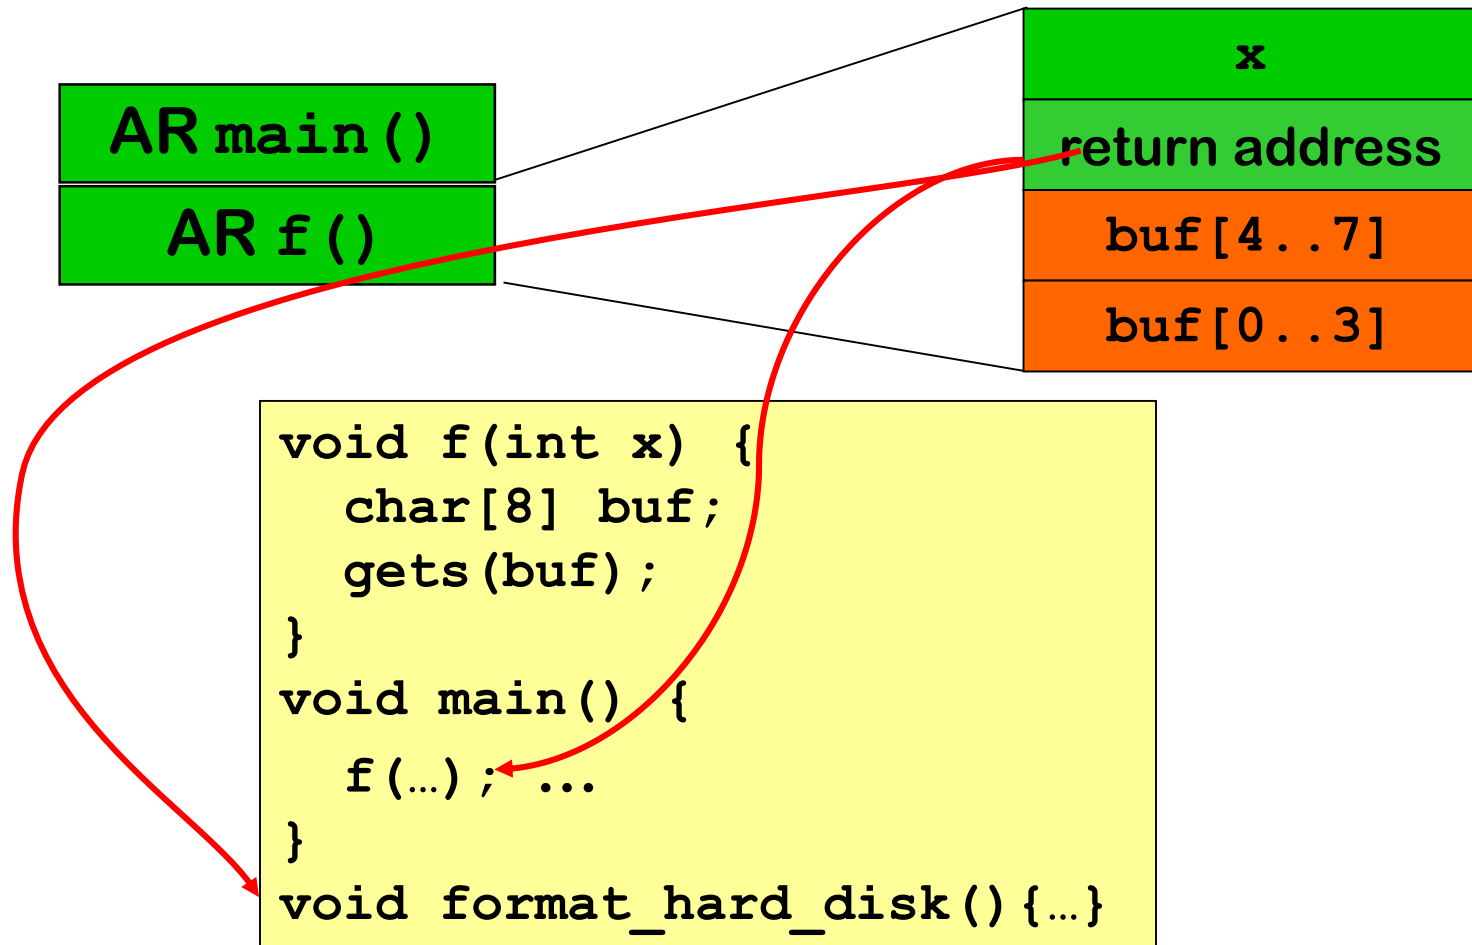 AR main()
AR f()
x
return address
buf[4..7]
buf[0..3]
void f(int x) {
char[8] buf;
gets(buf);
}
void main() {
f(…); ...
}
void format_hard_disk(){…}